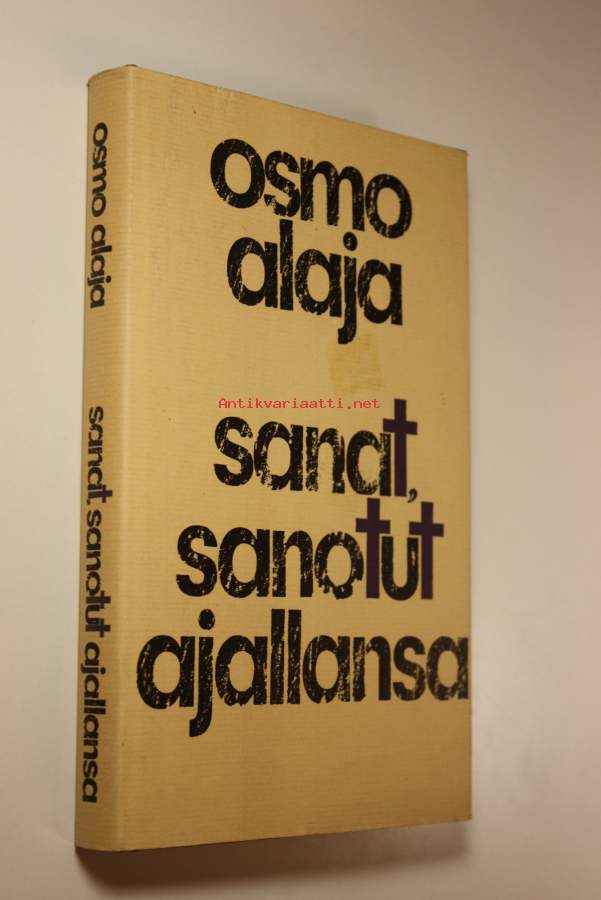 osmo
alaja
sanat,
sanotut
ajallansa
osmo alaja
sanat, sanotut ajallansa
Antikvariaatti.net